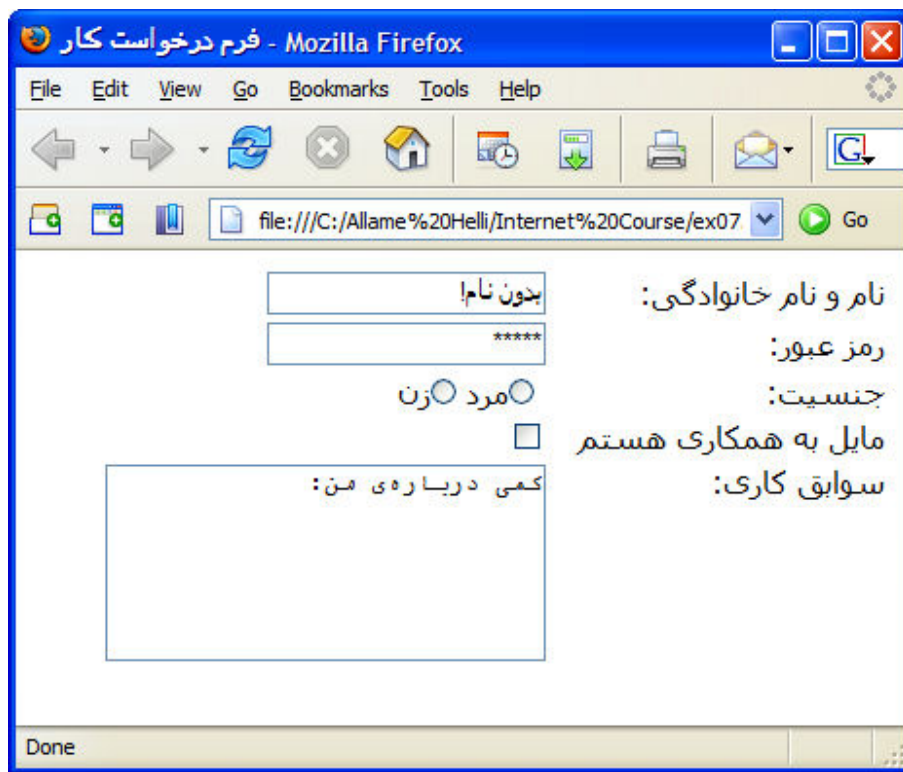 فرم درخواست کار - Mozilla Firefox
File Edit View Go Bookmarks Tools Help
G
file:///C:/Allame%20Helli/Internet%20Course/ex07 Go
نام و نام خانوادگی: بدون نام!
رمز عبور: *****
جنسیت: مرد زن
مایل به همکاری هستم
سوابق کاری: کمی درباره‌ی من:
Done